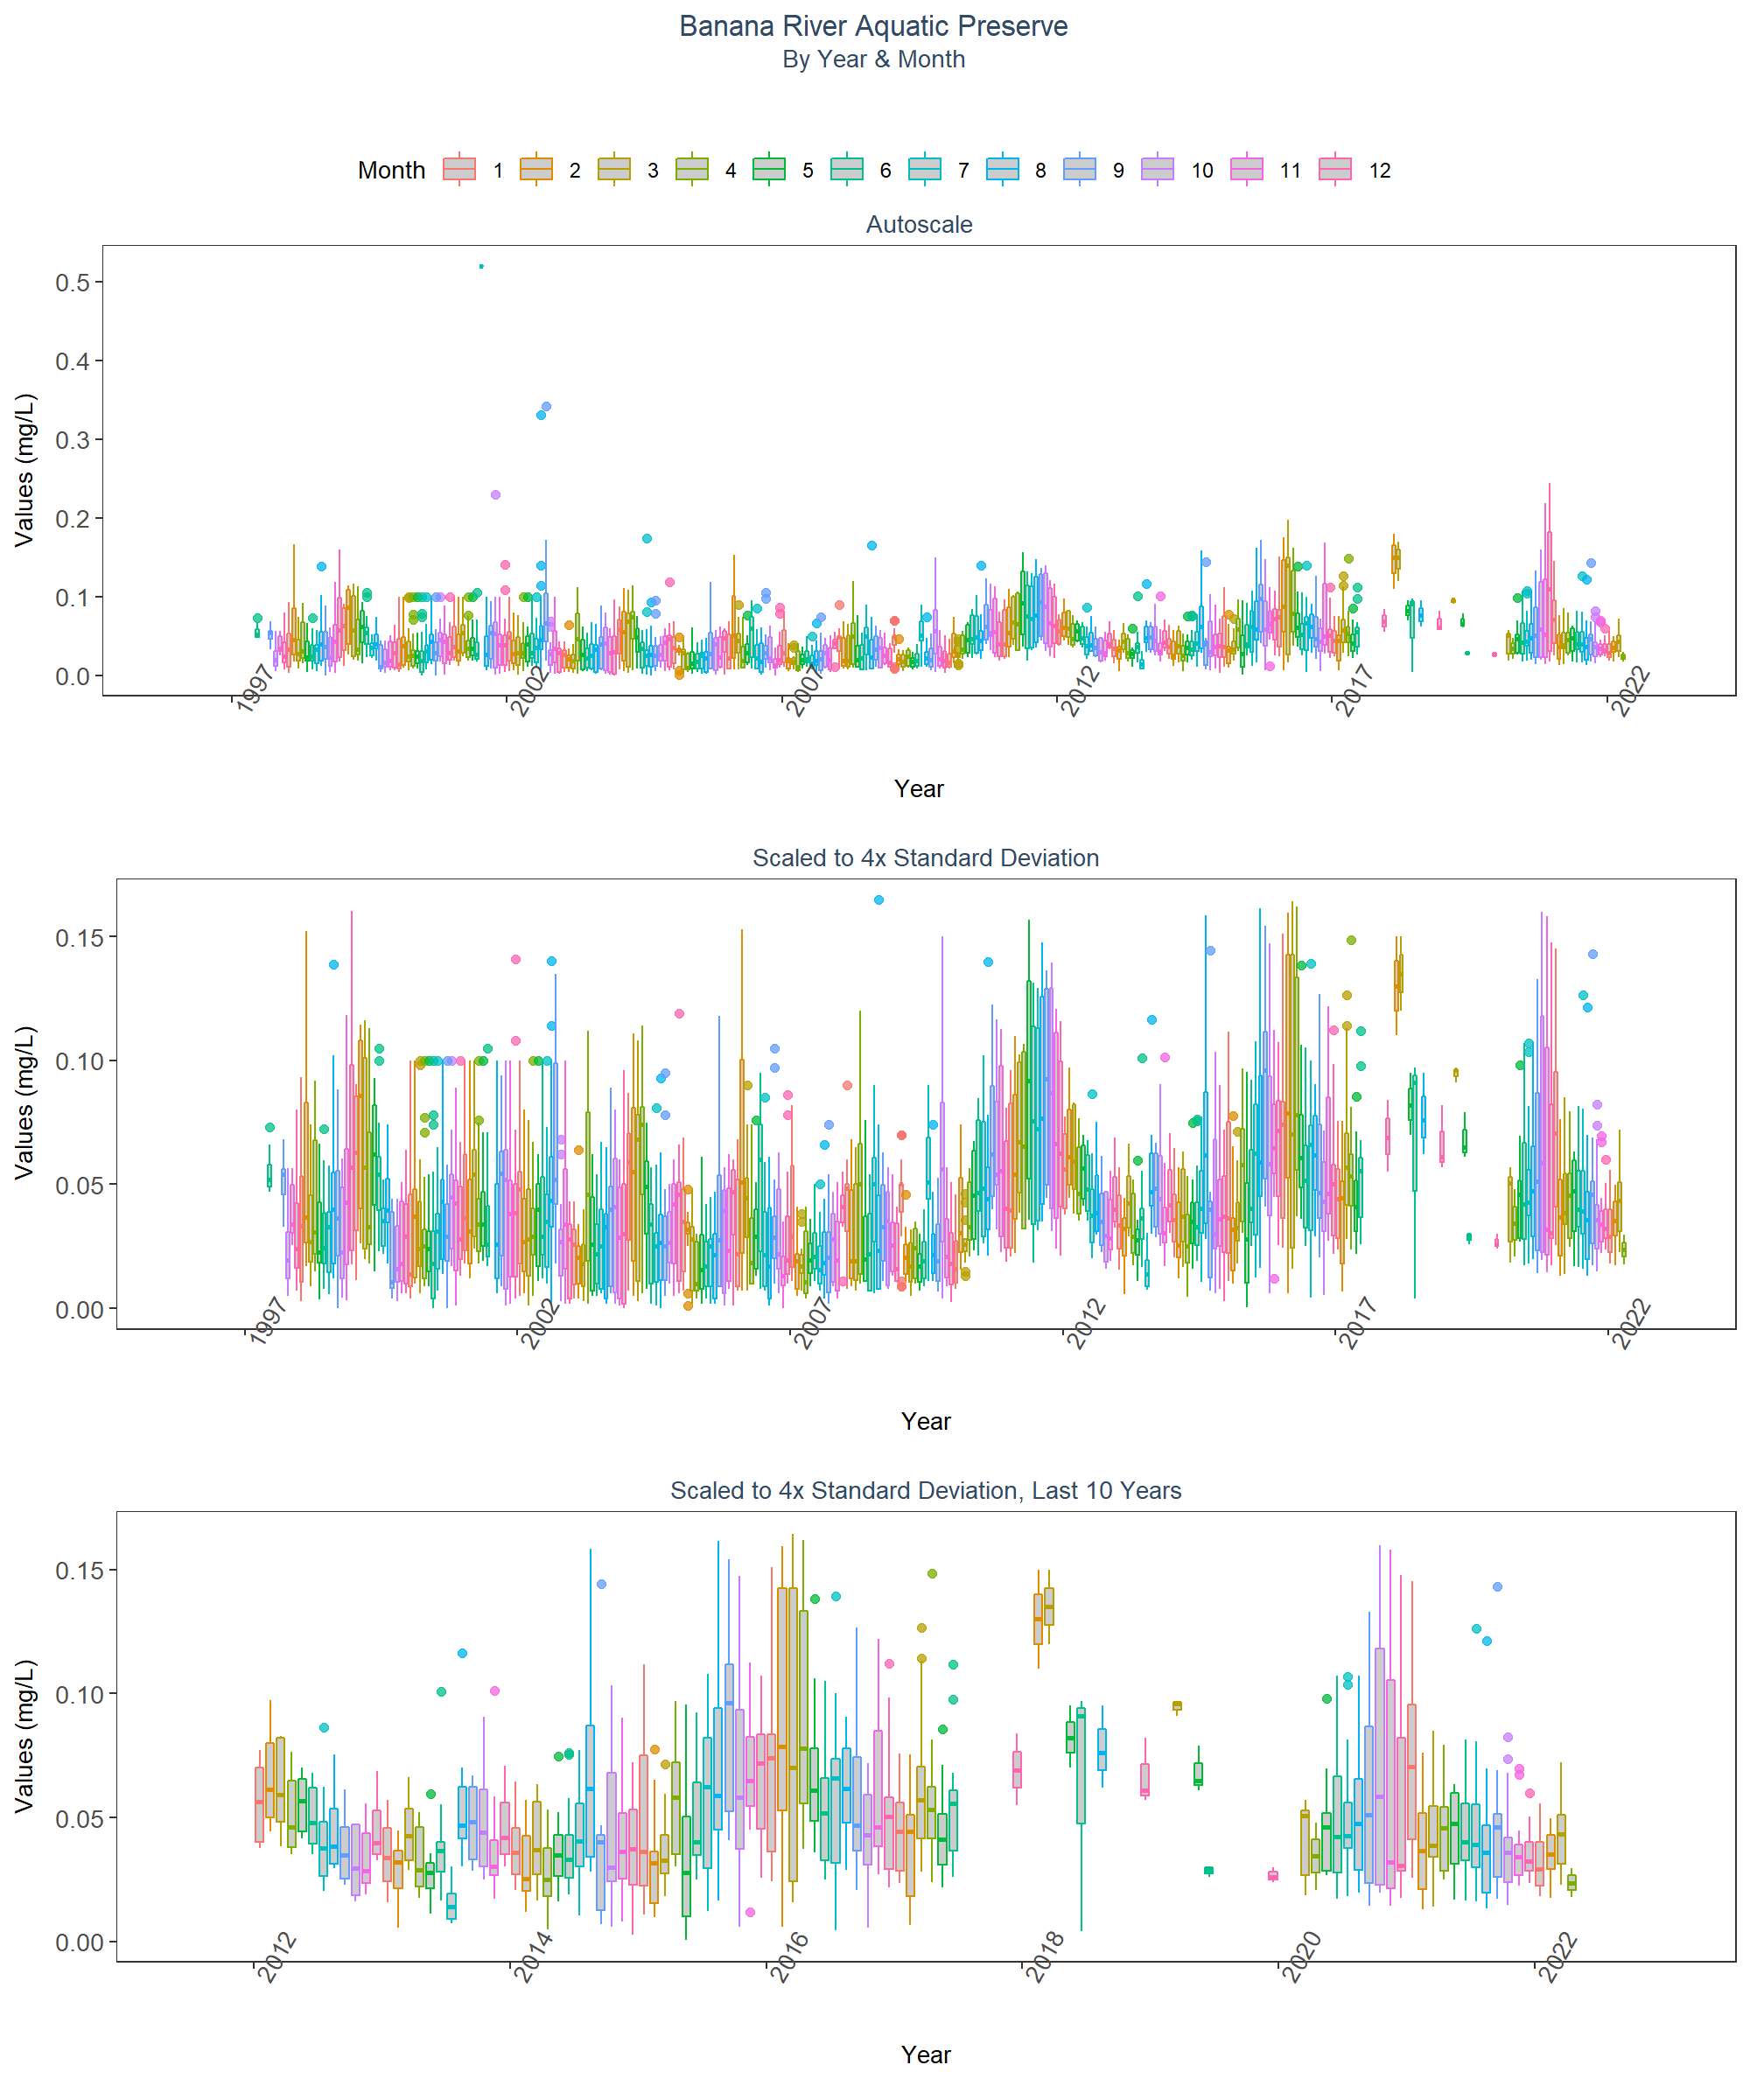 Banana River Aquatic Preserve
By Year & Month
Month 1 2 3 4 5 6 7 8 9 10 11 12
Autoscale
Values (mg/L)
0.5
0.4
0.3
0.2
0.1
0.0
1997 2002 2007 2012 2017 2022
Year
Scaled to 4x Standard Deviation
Values (mg/L)
0.15
0.10
0.05
0.00
1997 2002 2007 2012 2017 2022
Year
Scaled to 4x Standard Deviation, Last 10 Years
Values (mg/L)
0.15
0.10
0.05
0.00
2012 2014 2016 2018 2020 2022
Year